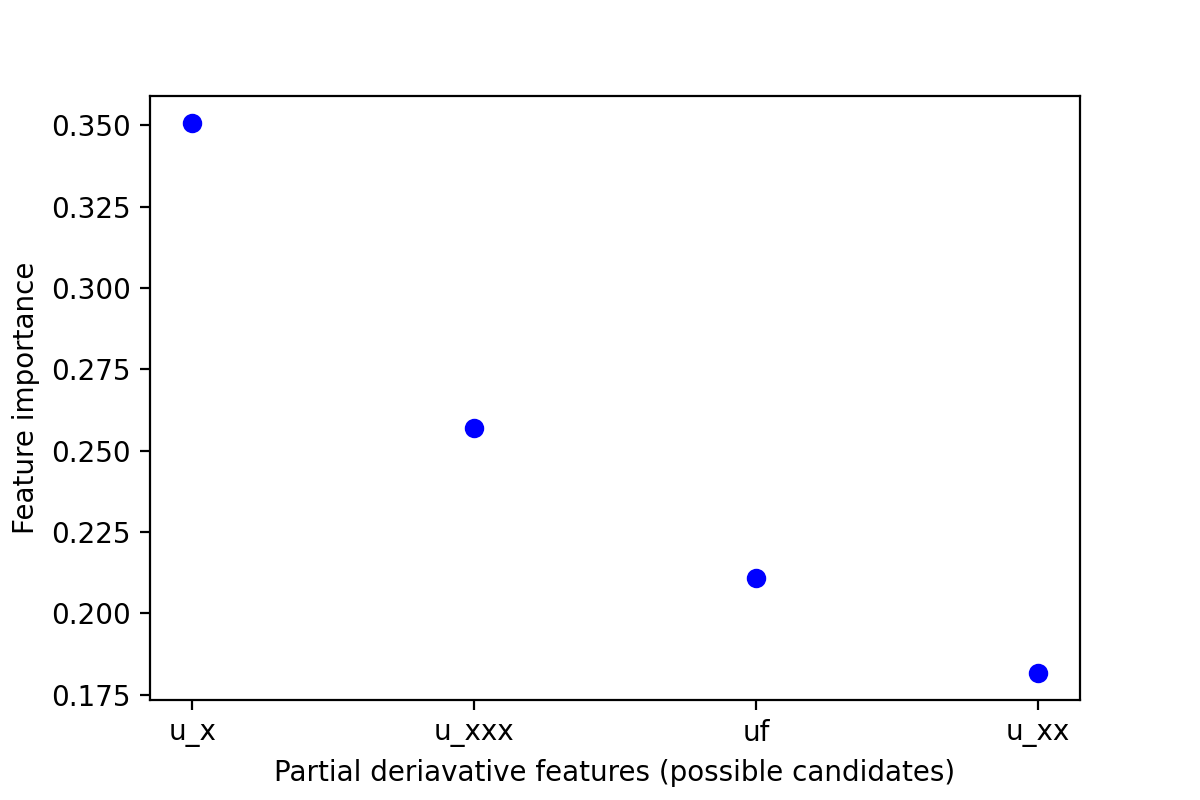 0.350
0.325
0.300
0.275
0.250
0.225
0.200
0.175
Feature importance
u_x u_xxx uf u_xx
Partial deriavative features (possible candidates)